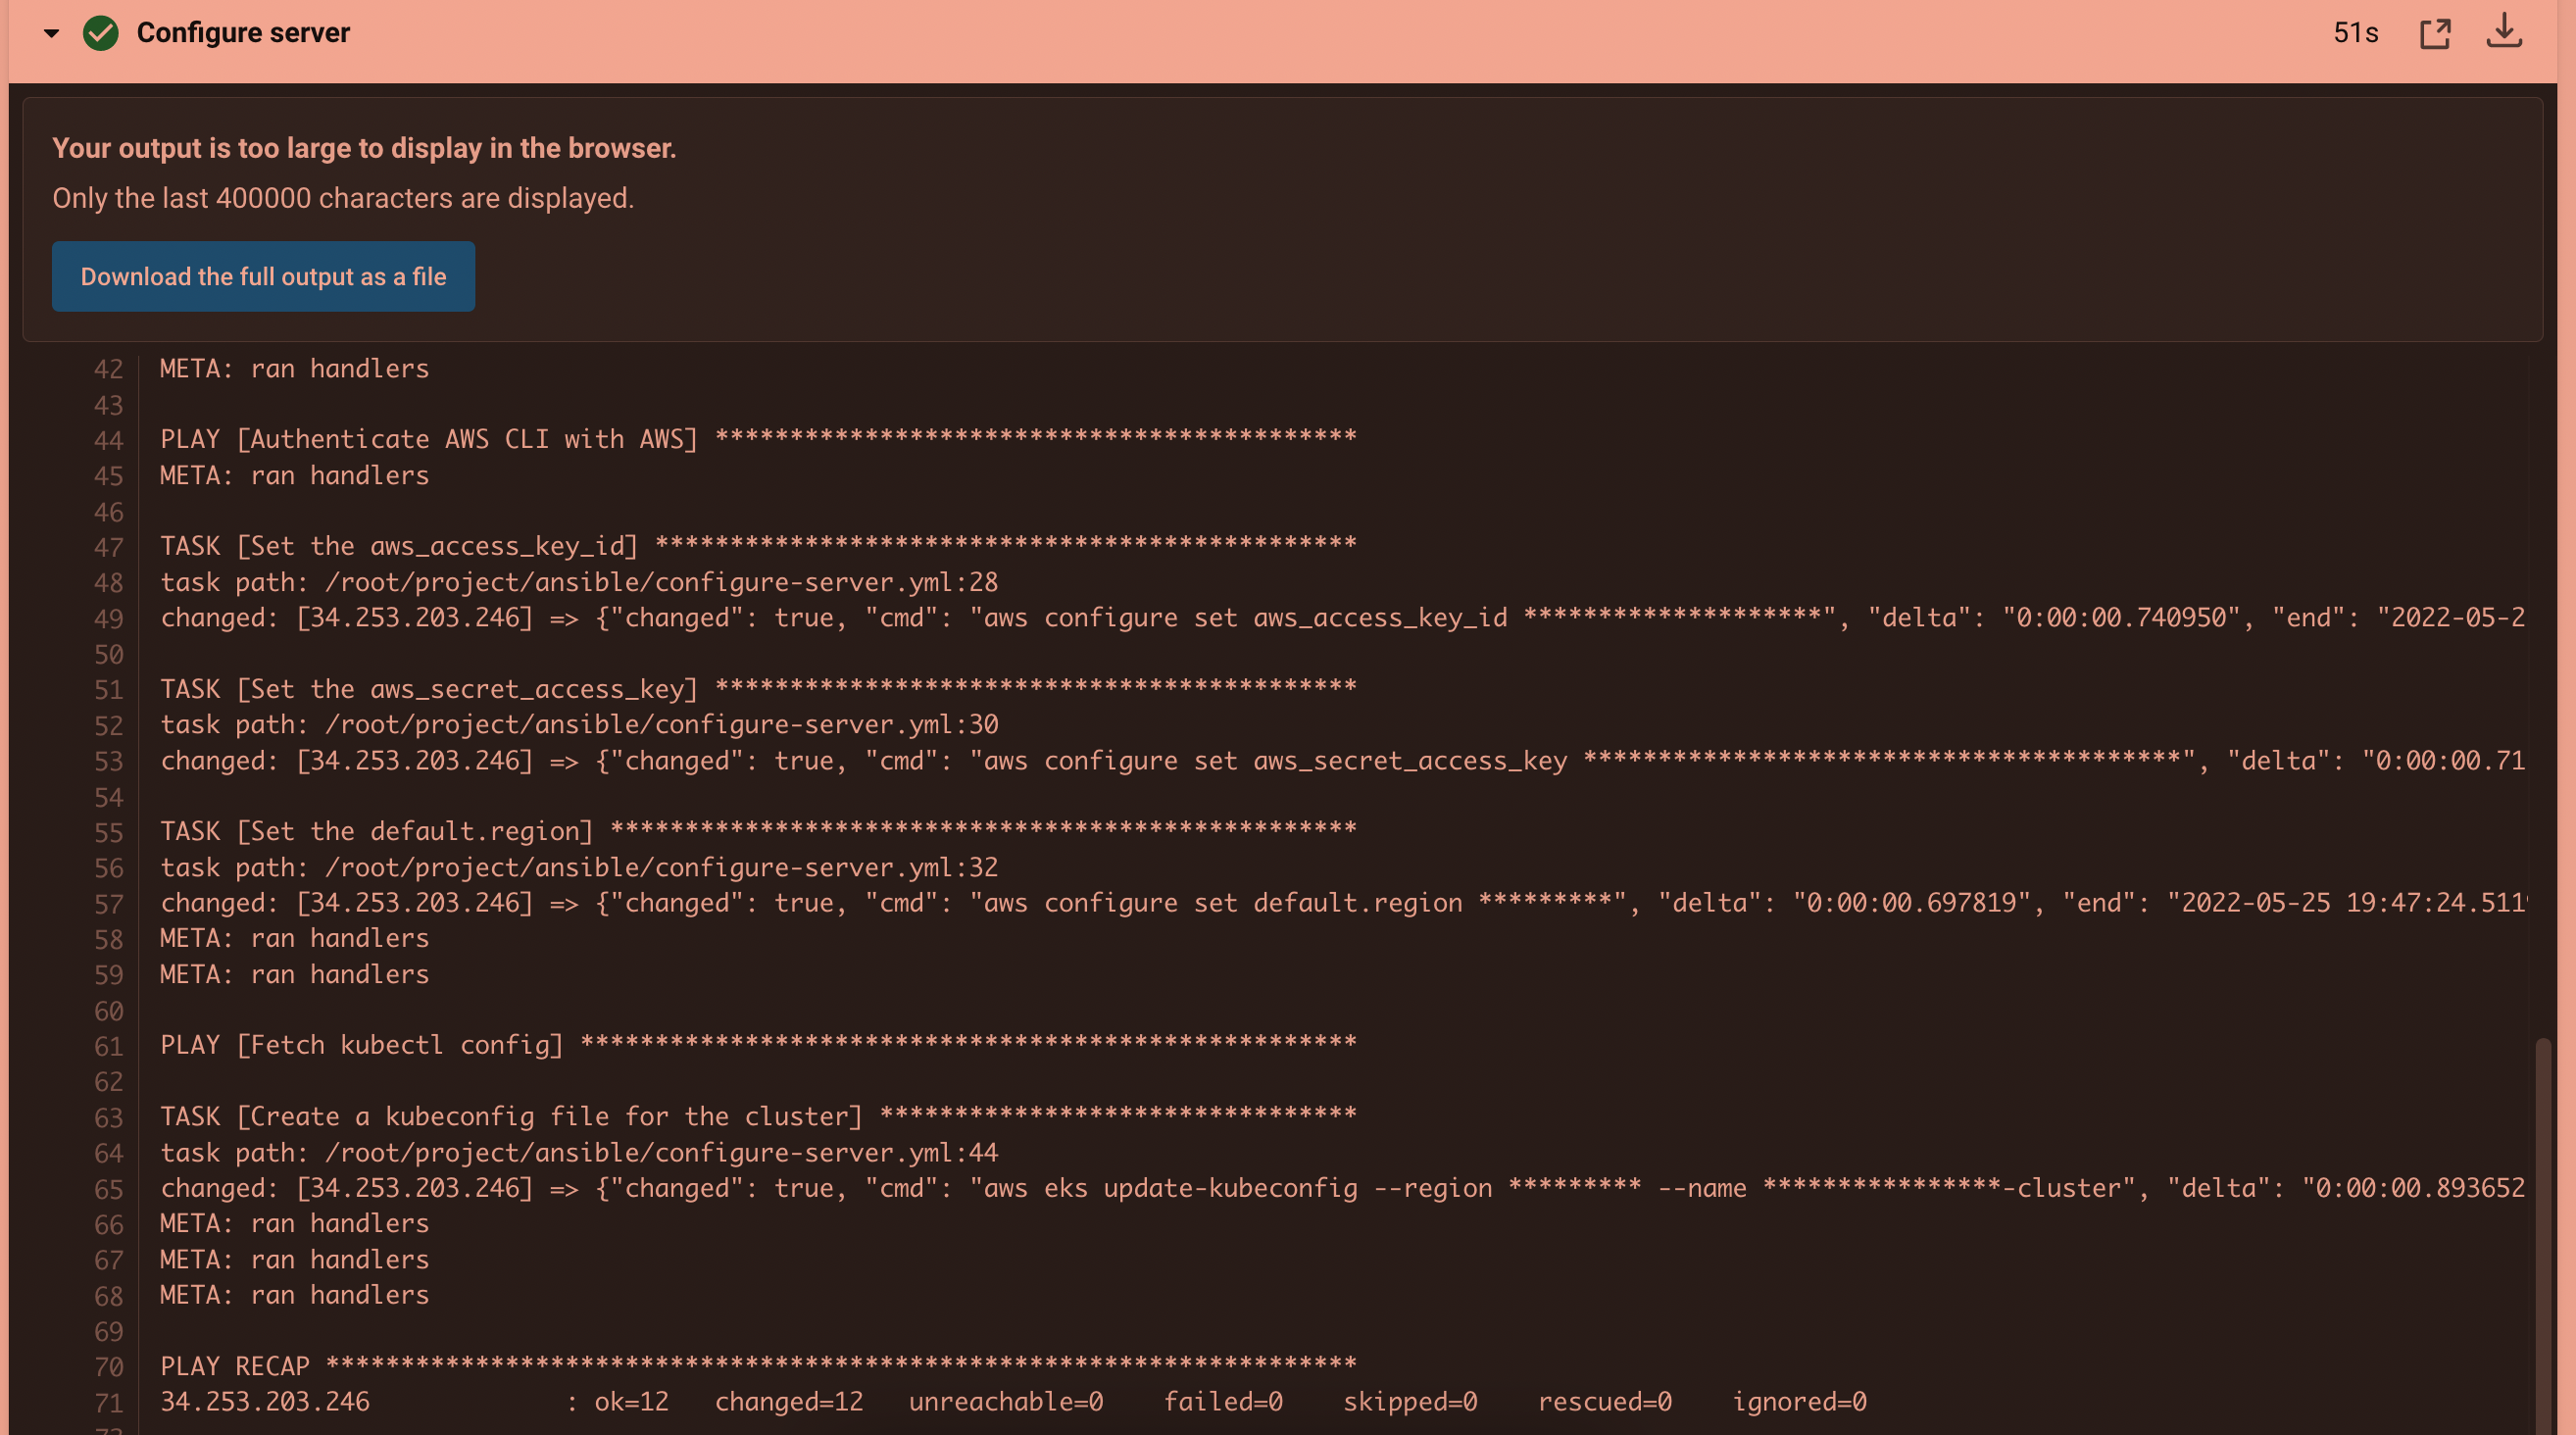 Configure server
51s
Your output is too large to display in the browser.
Only the last 400000 characters are displayed.
Download the full output as a file
42 META: ran handlers
43
44 PLAY [Authenticate AWS CLI with AWS] *******************************************
45 META: ran handlers
46
47 TASK [Set the aws_access_key_id] ***********************************************
48 task path: /root/project/ansible/configure-server.yml:28
49 changed: [34.253.203.246] => {"changed": true, "cmd": "aws configure set aws_access_key_id ********************", "delta": "0:00:00.740950", "end": "2022-05-2
50
51 TASK [Set the aws_secret_access_key] *******************************************
52 task path: /root/project/ansible/configure-server.yml:30
53 changed: [34.253.203.246] => {"changed": true, "cmd": "aws configure set aws_secret_access_key ****************************************", "delta": "0:00:00.71
54
55 TASK [Set the default.region] **************************************************
56 task path: /root/project/ansible/configure-server.yml:32
57 changed: [34.253.203.246] => {"changed": true, "cmd": "aws configure set default.region *********", "delta": "0:00:00.697819", "end": "2022-05-25 19:47:24.511
58 META: ran handlers
59 META: ran handlers
60
61 PLAY [Fetch kubectl config] ****************************************************
62
63 TASK [Create a kubeconfig file for the cluster] ********************************
64 task path: /root/project/ansible/configure-server.yml:44
65 changed: [34.253.203.246] => {"changed": true, "cmd": "aws eks update-kubeconfig --region ********* --name ****************-cluster", "delta": "0:00:00.893652
66 META: ran handlers
67 META: ran handlers
68 META: ran handlers
69
70 PLAY RECAP *********************************************************************
71 34.253.203.246 : ok=12 changed=12 unreachable=0 failed=0 skipped=0 rescued=0 ignored=0